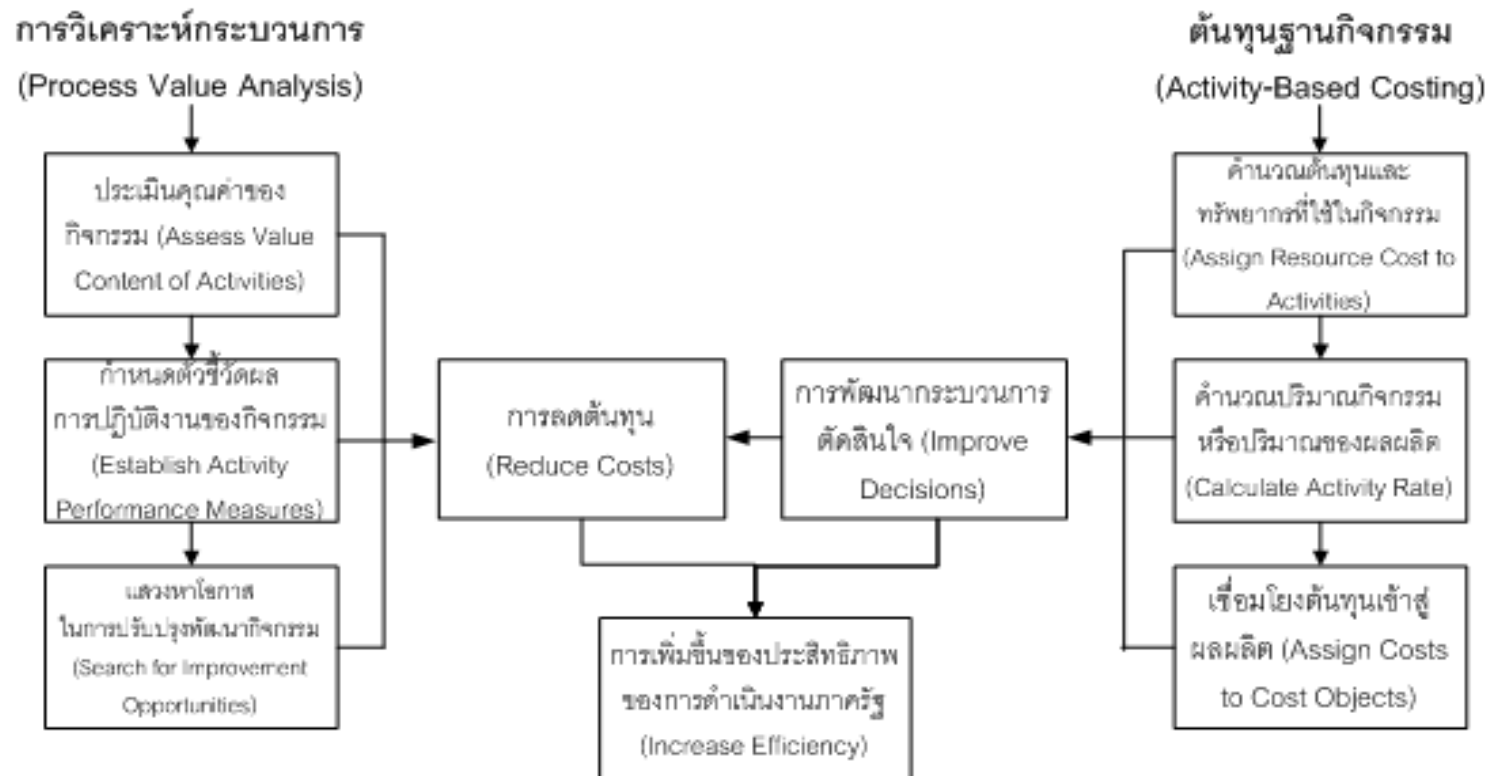 การวิเคราะห์กระบวนการ
(Process Value Analysis)
ประเมินคุณค่าของ
กิจกรรม (Assess Value
Content of Activities)
กำหนดตัวชี้วัดผล
การปฏิบัติงานของกิจกรรม
(Establish Activity
Performance Measures)
แสวงหาโอกาส
ในการปรับปรุงพัฒนากิจกรรม
(Search for Improvement
Opportunities)
การลดต้นทุน
(Reduce Costs)
การพัฒนากระบวนการ
ตัดสินใจ (Improve
Decisions)
การเพิ่มขึ้นของประสิทธิภาพ
ของการดำเนินงานภาครัฐ
(Increase Efficiency)
ต้นทุนฐานกิจกรรม
(Activity-Based Costing)
คำนวณต้นทุนและ
ทรัพยากรที่ใช้ในกิจกรรม
(Assign Resource Cost to
Activities)
คำนวณปริมาณกิจกรรม
หรือปริมาณของผลผลิต
(Calculate Activity Rate)
เชื่อมโยงต้นทุนเข้าสู่
ผลผลิต (Assign Costs
to Cost Objects)